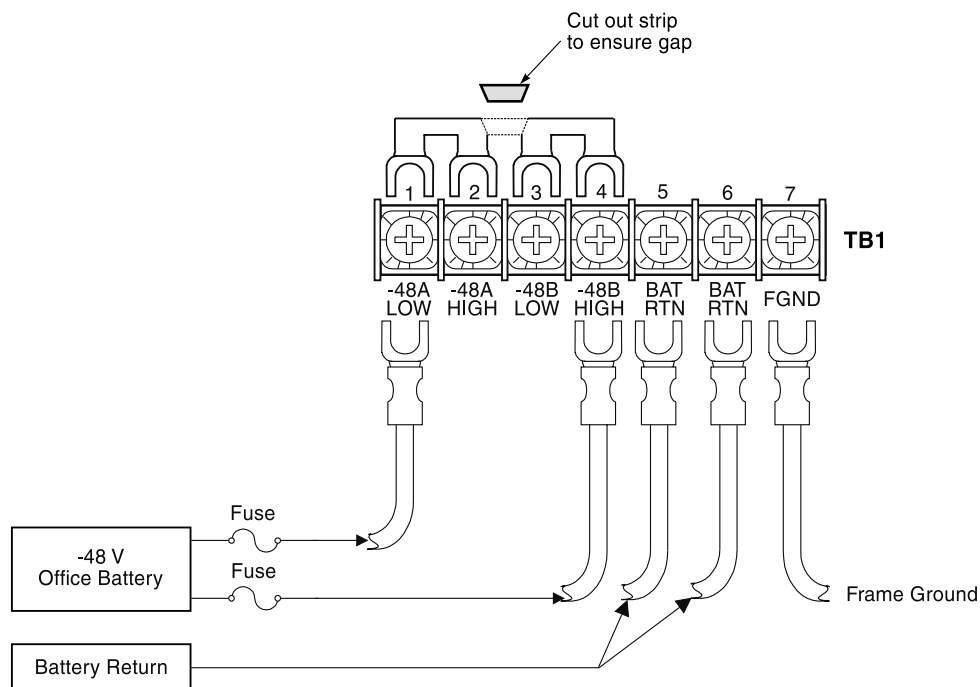 Cut out strip
to ensure gap
1 2 3 4 5 6 7
TB1
-48A
LOW
-48A
HIGH
-48B
LOW
-48B
HIGH
BAT
RTN
BAT
RTN
FGND
Fuse
-48 V
Office Battery
Fuse
Frame Ground
Battery Return